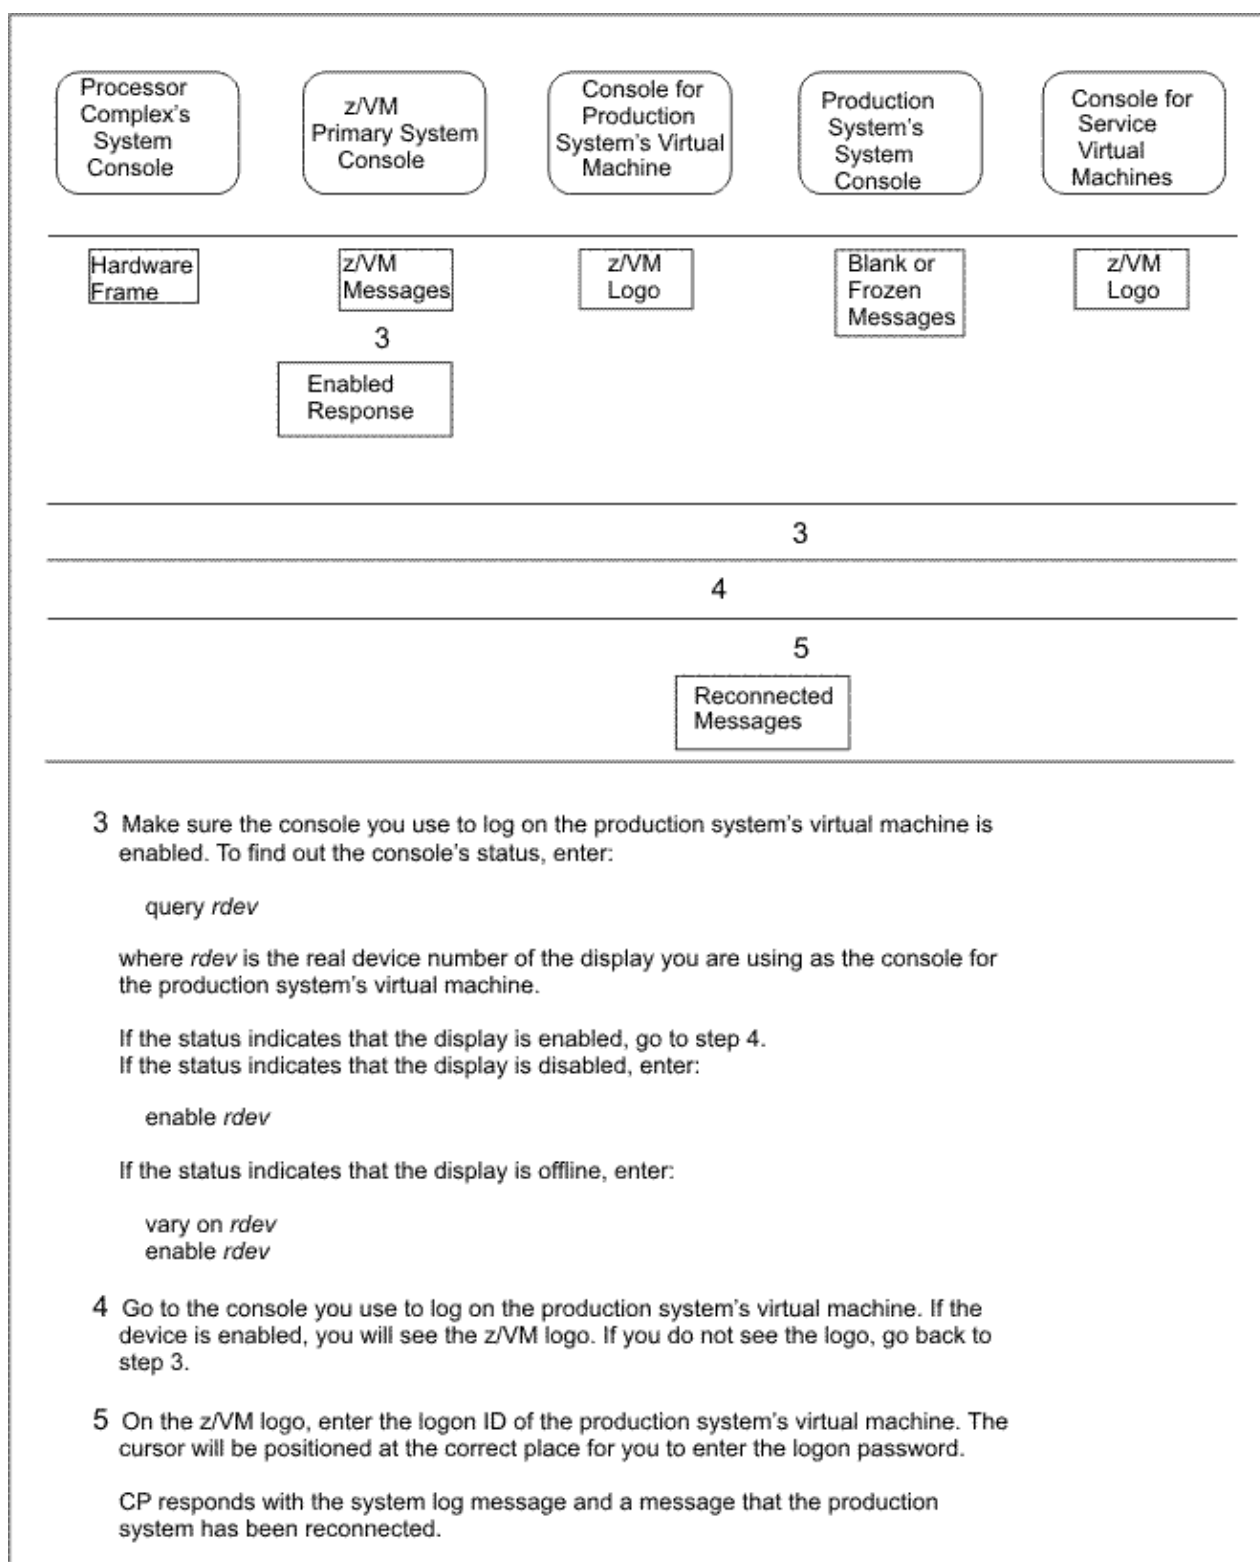 Processor
Complex's
System
Console
z/VM
Primary System
Console
Console for
Production
System's Virtual
Machine
Production
System's
System
Console
Console for
Service
Virtual
Machines
Hardware
Frame
z/VM
Messages
z/VM
Logo
Blank or
Frozen
Messages
z/VM
Logo
3
Enabled
Response
3
4
5
Reconnected
Messages
3 Make sure the console you use to log on the production system's virtual machine is
enabled. To find out the console's status, enter:
query rdev
where rdev is the real device number of the display you are using as the console for
the production system's virtual machine.
If the status indicates that the display is enabled, go to step 4.
If the status indicates that the display is disabled, enter:
enable rdev
If the status indicates that the display is offline, enter:
vary on rdev
enable rdev
4 Go to the console you use to log on the production system's virtual machine. If the
device is enabled, you will see the z/VM logo. If you do not see the logo, go back to
step 3.
5 On the z/VM logo, enter the logon ID of the production system's virtual machine. The
cursor will be positioned at the correct place for you to enter the logon password.
CP responds with the system log message and a message that the production
system has been reconnected.